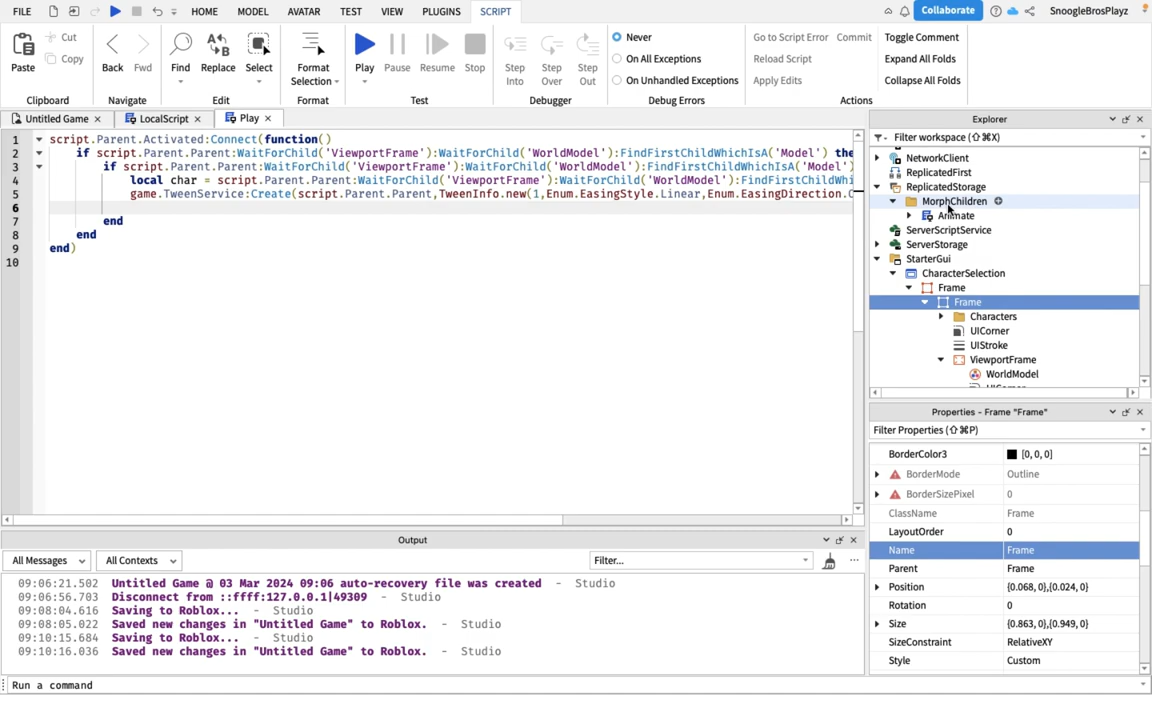 FILE HOME MODEL AVATAR TEST VIEW PLUGINS SCRIPT Collaborate SnoogleBrosPlayz
Paste Cut Copy Back Fwd Find Replace Select Format Selection Play Pause Resume Stop Step Into Step Over Step Out
Never
On All Exceptions
On Unhandled Exceptions
Go to Script Error Commit Toggle Comment
Reload Script Expand All Folds
Apply Edits Collapse All Folds
Clipboard Navigate Edit Format Test Debugger Debug Errors Actions
Untitled Game LocalScript Play
1 script.Parent.Activated:Connect(function()
2 if script.Parent.Parent:WaitForChild('ViewportFrame'):WaitForChild('WorldModel'):FindFirstChildWhichIsA('Model') the
3 if script.Parent.Parent:WaitForChild('ViewportFrame'):WaitForChild('WorldModel'):FindFirstChildWhichIsA('Model')
4 local char = script.Parent.Parent:WaitForChild('ViewportFrame'):WaitForChild('WorldModel'):FindFirstChildWhi
5 game.TweenService:Create(script.Parent.Parent,TweenInfo.new(1,Enum.EasingStyle.Linear,Enum.EasingDirection.
6
7 end
8 end
9 end)
10
Explorer
Filter workspace (⇧⌘X)
NetworkClient
ReplicatedFirst
ReplicatedStorage
MorphChildren
Animate
ServerScriptService
ServerStorage
StarterGui
CharacterSelection
Frame
Frame
Characters
UICorner
UIStroke
ViewportFrame
WorldModel
Properties - Frame "Frame"
Filter Properties (⇧⌘P)
BorderColor3 [0, 0, 0]
BorderMode Outline
BorderSizePixel 0
ClassName Frame
LayoutOrder 0
Name Frame
Parent Frame
Position {0.068, 0},{0.024, 0}
Rotation 0
Size {0.863, 0},{0.949, 0}
SizeConstraint RelativeXY
Style Custom
Output
All Messages All Contexts Filter...
09:06:21.502 Untitled Game @ 03 Mar 2024 09:06 auto-recovery file was created - Studio
09:06:56.703 Disconnect from ::ffff:127.0.0.1|49309 - Studio
09:08:04.616 Saving to Roblox... - Studio
09:08:05.022 Saved new changes in "Untitled Game" to Roblox. - Studio
09:10:15.684 Saving to Roblox... - Studio
09:10:16.036 Saved new changes in "Untitled Game" to Roblox. - Studio
Run a command